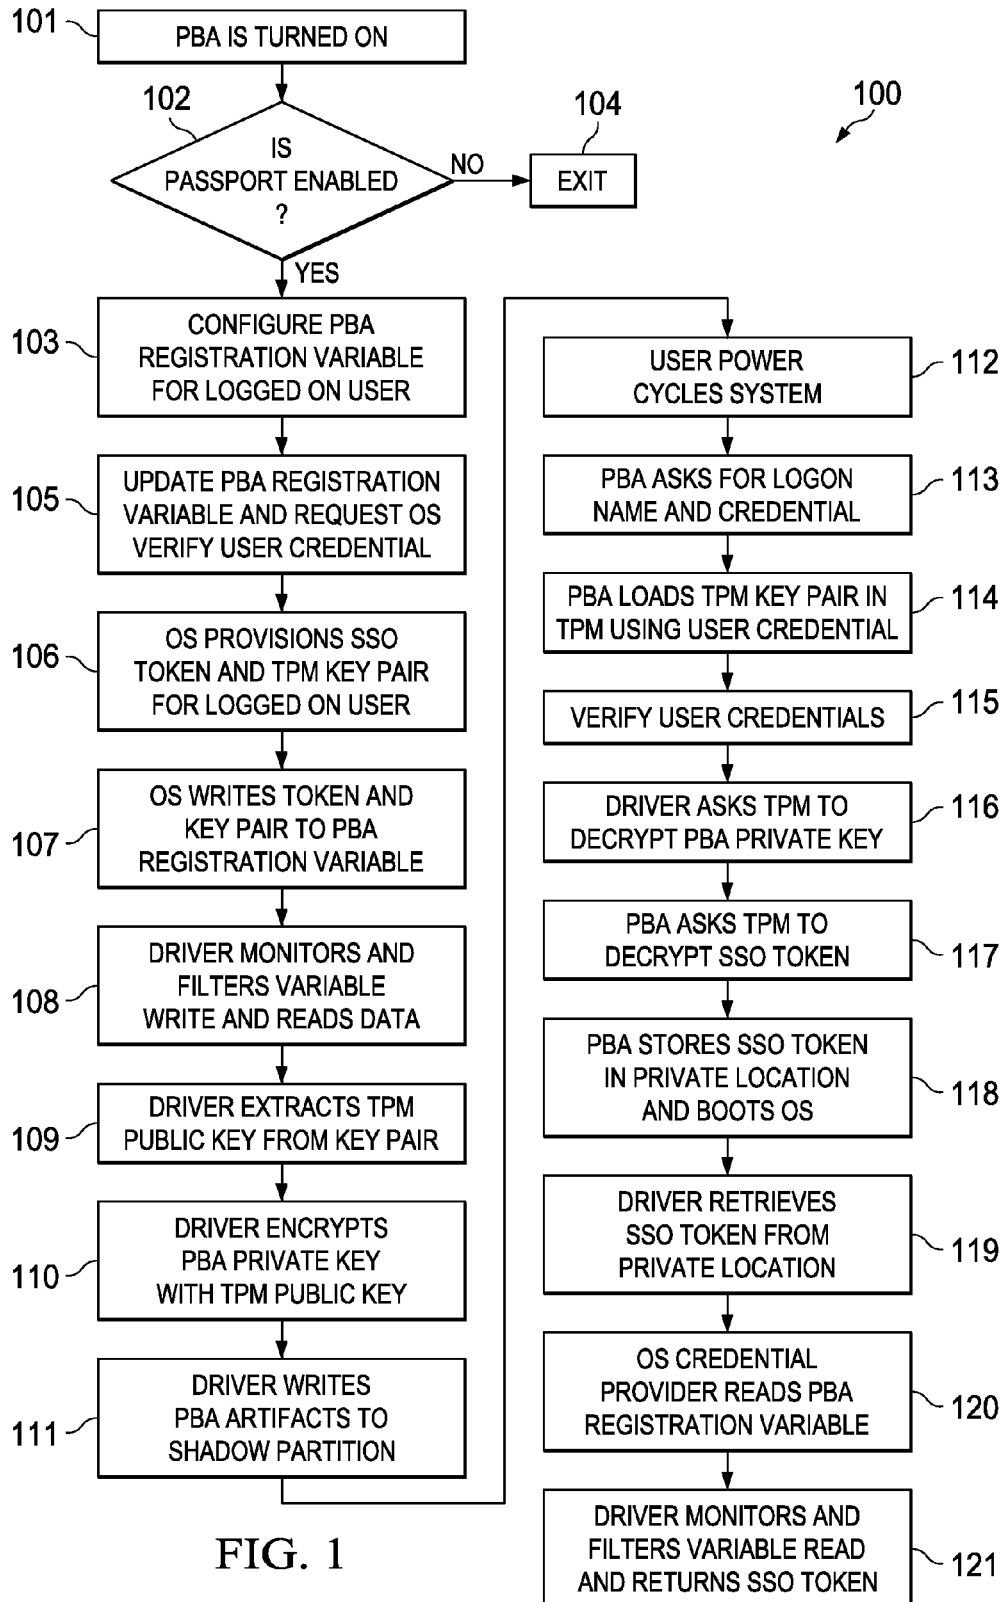 101
PBA IS TURNED ON
102
IS
PASSPORT ENABLED
?
NO
104
EXIT
100
YES
103
CONFIGURE PBA
REGISTRATION VARIABLE
FOR LOGGED ON USER
105
UPDATE PBA REGISTRATION
VARIABLE AND REQUEST OS
VERIFY USER CREDENTIAL
106
OS PROVISIONS SSO
TOKEN AND TPM KEY PAIR
FOR LOGGED ON USER
107
OS WRITES TOKEN AND
KEY PAIR TO PBA
REGISTRATION VARIABLE
108
DRIVER MONITORS AND
FILTERS VARIABLE
WRITE AND READS DATA
109
DRIVER EXTRACTS TPM
PUBLIC KEY FROM KEY PAIR
110
DRIVER ENCRYPTS
PBA PRIVATE KEY
WITH TPM PUBLIC KEY
111
DRIVER WRITES
PBA ARTIFACTS TO
SHADOW PARTITION
USER POWER
CYCLES SYSTEM
112
PBA ASKS FOR LOGON
NAME AND CREDENTIAL
113
PBA LOADS TPM KEY PAIR IN
TPM USING USER CREDENTIAL
114
VERIFY USER CREDENTIALS
115
DRIVER ASKS TPM TO
DECRYPT PBA PRIVATE KEY
116
PBA ASKS TPM TO
DECRYPT SSO TOKEN
117
PBA STORES SSO TOKEN
IN PRIVATE LOCATION
AND BOOTS OS
118
DRIVER RETRIEVES
SSO TOKEN FROM
PRIVATE LOCATION
119
OS CREDENTIAL
PROVIDER READS PBA
REGISTRATION VARIABLE
120
DRIVER MONITORS AND
FILTERS VARIABLE READ
AND RETURNS SSO TOKEN
121
FIG. 1